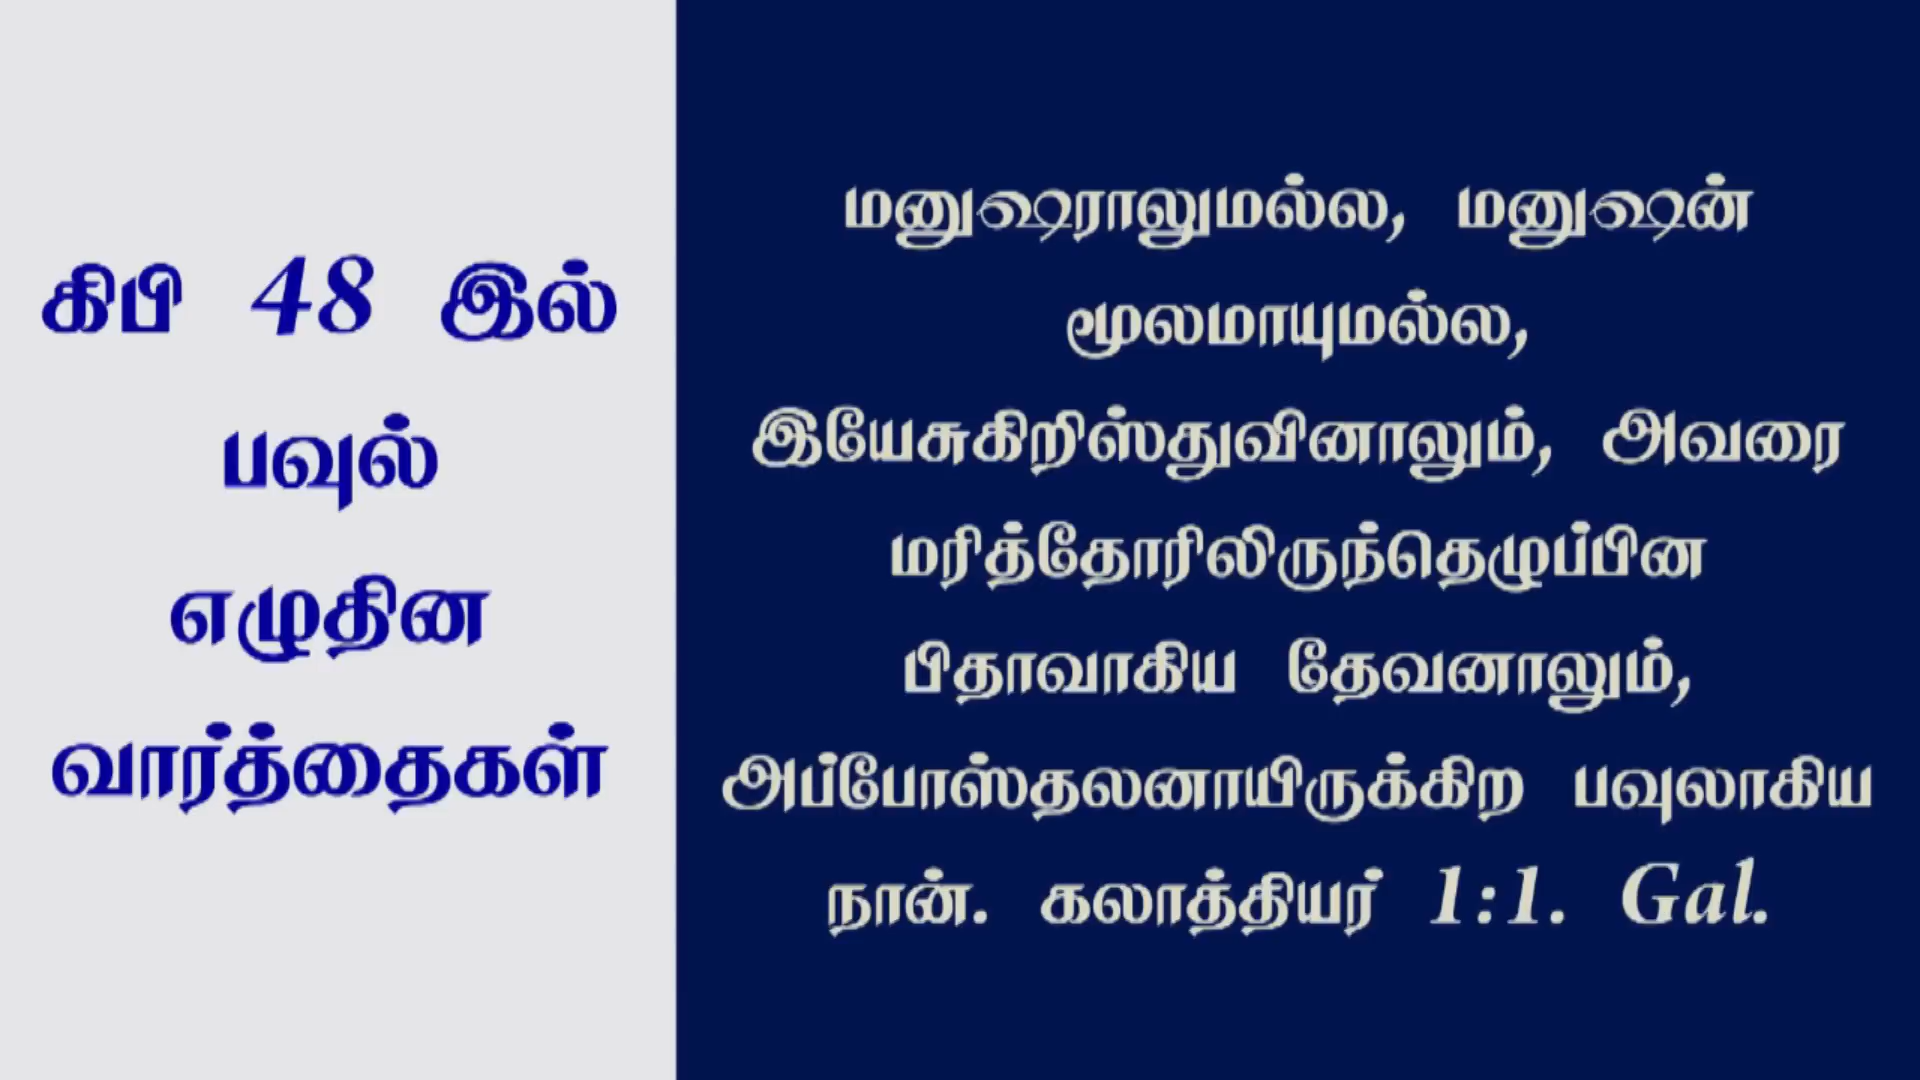 கிபி 48 இல்
பவுல்
எழுதின
வார்த்தைகள்
மனுஷராலுமல்ல, மனுஷன்
மூலமாயுமல்ல,
இயேசுகிறிஸ்துவினாலும், அவரை
மரித்தோரிலிருந்தெழுப்பின
பிதாவாகிய தேவனாலும்,
அப்போஸ்தலனாயிருக்கிற பவுலாகிய
நான். கலாத்தியர் 1:1. Gal.